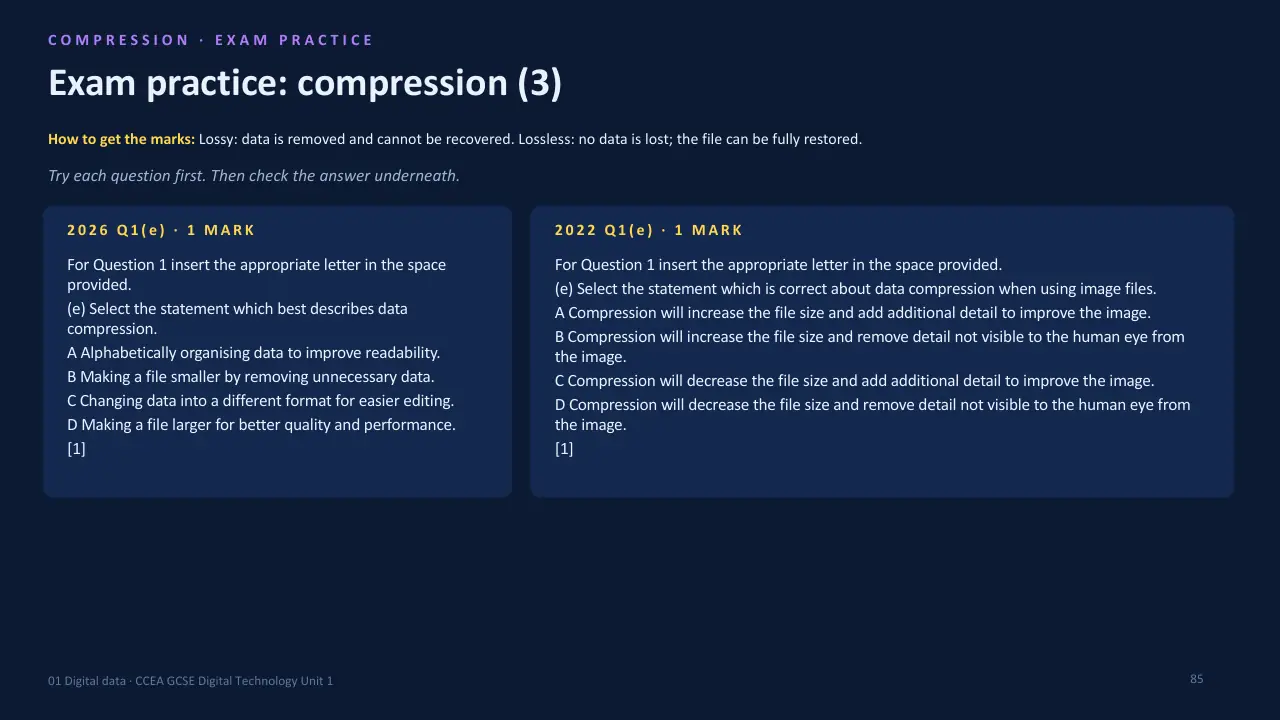 COMPRESSION · EXAM PRACTICE
Exam practice: compression (3)
How to get the marks: Lossy: data is removed and cannot be recovered. Lossless: no data is lost; the file can be fully restored.
Try each question first. Then check the answer underneath.
2026 Q1(e) · 1 MARK
For Question 1 insert the appropriate letter in the space
provided.
(e) Select the statement which best describes data
compression.
A Alphabetically organising data to improve readability.
B Making a file smaller by removing unnecessary data.
C Changing data into a different format for easier editing.
D Making a file larger for better quality and performance.
[1]
2022 Q1(e) · 1 MARK
For Question 1 insert the appropriate letter in the space provided.
(e) Select the statement which is correct about data compression when using image files.
A Compression will increase the file size and add additional detail to improve the image.
B Compression will increase the file size and remove detail not visible to the human eye from
the image.
C Compression will decrease the file size and add additional detail to improve the image.
D Compression will decrease the file size and remove detail not visible to the human eye from
the image.
[1]
01 Digital data · CCEA GCSE Digital Technology Unit 1
85